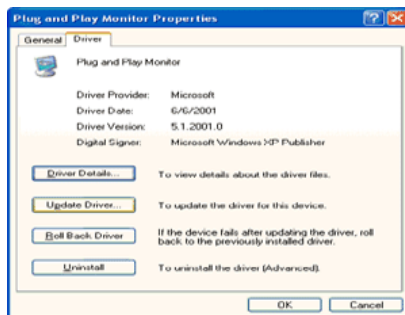 Plug and Play Monitor Properties
General Driver
Plug and Play Monitor
Driver Provider: Microsoft
Driver Date: 6/6/2001
Driver Version: 5.1.2001.0
Digital Signer: Microsoft Windows XP Publisher
Driver Details... To view details about the driver files.
Update Driver... To update the driver for this device.
Roll Back Driver If the device fails after updating the driver, roll
back to the previously installed driver.
Uninstall To uninstall the driver (Advanced).
OK Cancel